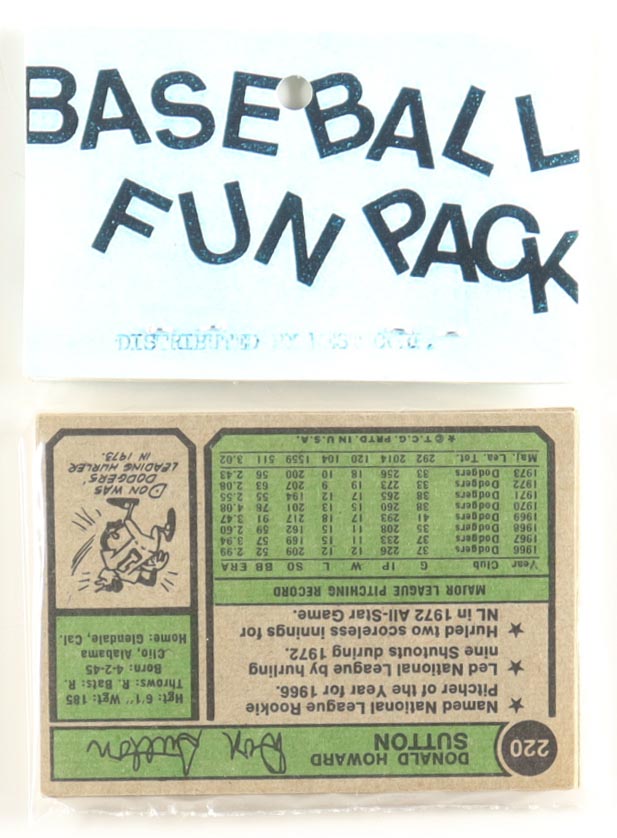 BASEBALL
FUN PACK
DISTRIBUTED BY
220
DONALD HOWARD
SUTTON
Don Sutton
★ Named National League Rookie
Pitcher of the Year for 1966.
★ Led National League by hurling
nine Shutouts during 1972.
★ Hurled two scoreless innings for
NL in 1972 All-Star Game.
MAJOR LEAGUE PITCHING RECORD
Year Club G IP W L SO BB ERA
1966 Dodgers 37 226 12 12 209 52 2.99
1967 Dodgers 37 233 11 15 169 57 3.94
1968 Dodgers 35 208 11 15 162 59 2.60
1969 Dodgers 41 293 17 18 217 91 3.47
1970 Dodgers 38 260 15 13 201 78 4.08
1971 Dodgers 38 265 17 12 194 55 2.55
1972 Dodgers 33 273 19 9 207 63 2.08
1973 Dodgers 33 256 18 10 200 56 2.43
Maj. Lea. Tot. 292 2014 120 104 1559 511 3.02
★ © T.C.G. PRTD. IN U.S.A.
Hgt: 6'1" Wgt: 185
Throws: R. Bats: R.
Born: 4-2-45
Clio, Alabama
Home: Glendale, Cal.
DON WAS
DODGERS'
LEADING HURLER
IN 1973.